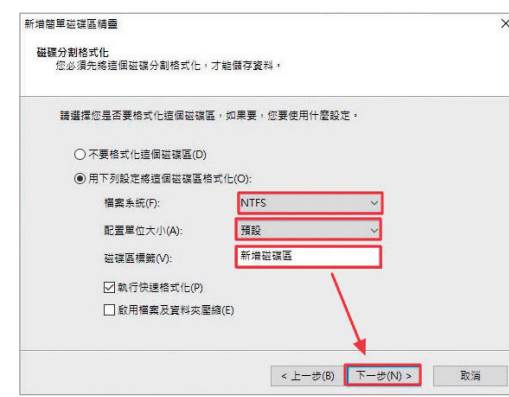 新增簡單磁碟區精靈
磁碟分割格式化
您必須先將這個磁碟分割格式化，才能儲存資料。
請選擇您是否要格式化這個磁碟區，如果要，您要使用什麼設定。
不要格式化這個磁碟區(D)
用下列設定將這個磁碟區格式化(O):
檔案系統(F): NTFS
配置單位大小(A): 預設
磁碟區標籤(V): 新增磁碟區
執行快速格式化(P)
啟用檔案及資料夾壓縮(E)
< 上一步(B) 下一步(N) > 取消